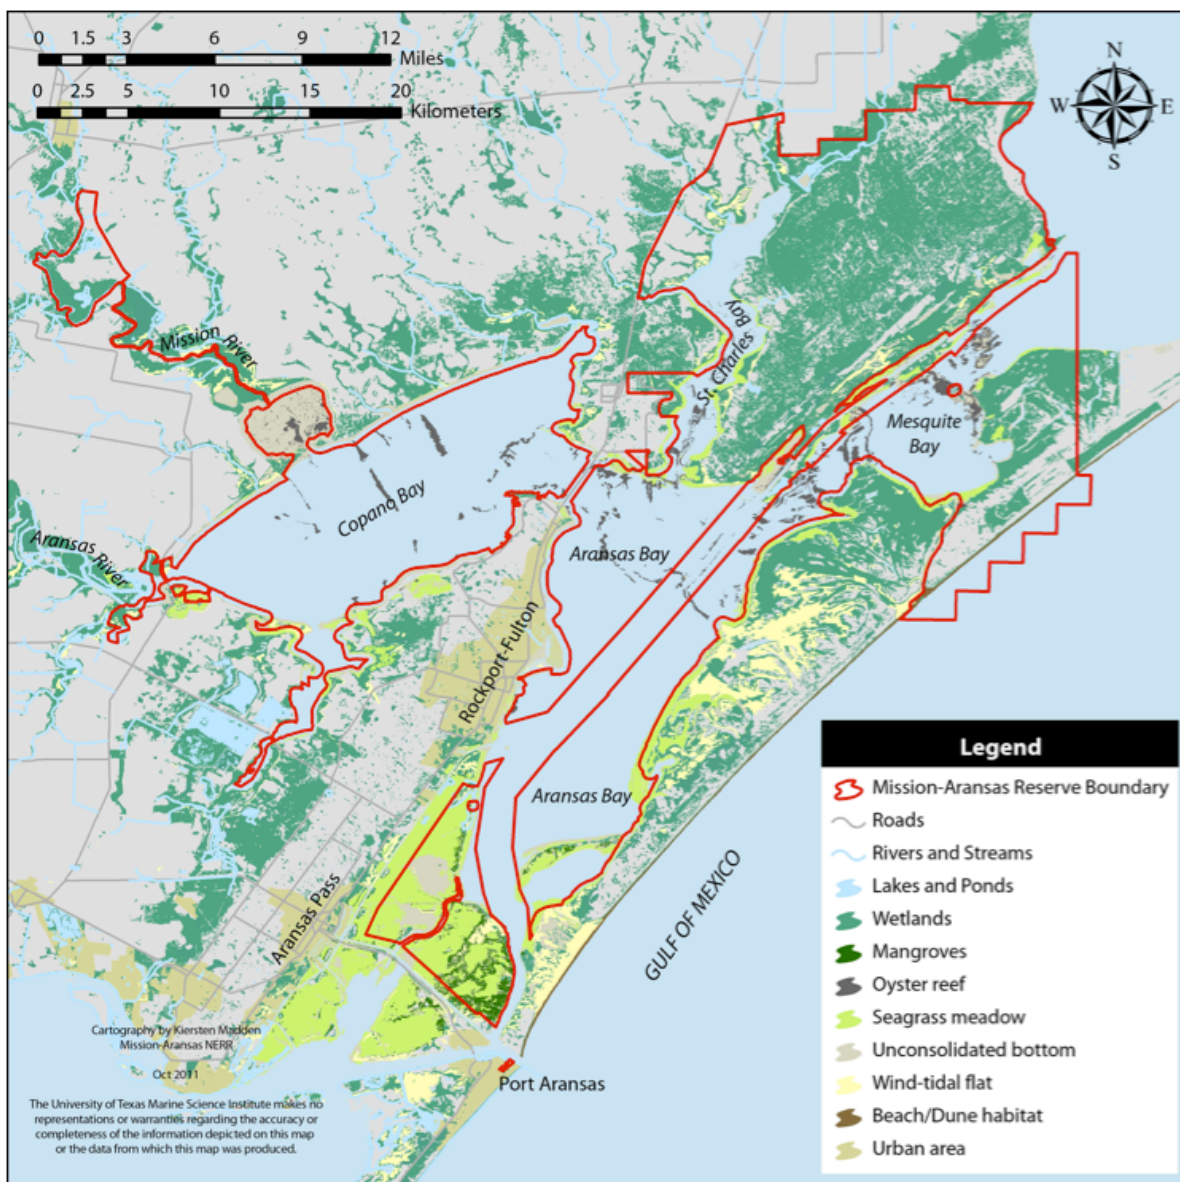 0 1.5 3 6 9 12
Miles
0 2.5 5 10 15 20
Kilometers
N
W E
S
Mission River
St. Charles Bay
Mesquite Bay
Copano Bay
Aransas River
Aransas Bay
Rockport-Fulton
Aransas Bay
Aransas Pass
GULF OF MEXICO
Port Aransas
Cartography by Kiersten Madden
Mission-Aransas NERR
Oct 2011
The University of Texas Marine Science Institute makes no
representations or warranties regarding the accuracy or
completeness of the information depicted on this map
or the data from which this map was produced.
Legend
Mission-Aransas Reserve Boundary
Roads
Rivers and Streams
Lakes and Ponds
Wetlands
Mangroves
Oyster reef
Seagrass meadow
Unconsolidated bottom
Wind-tidal flat
Beach/Dune habitat
Urban area